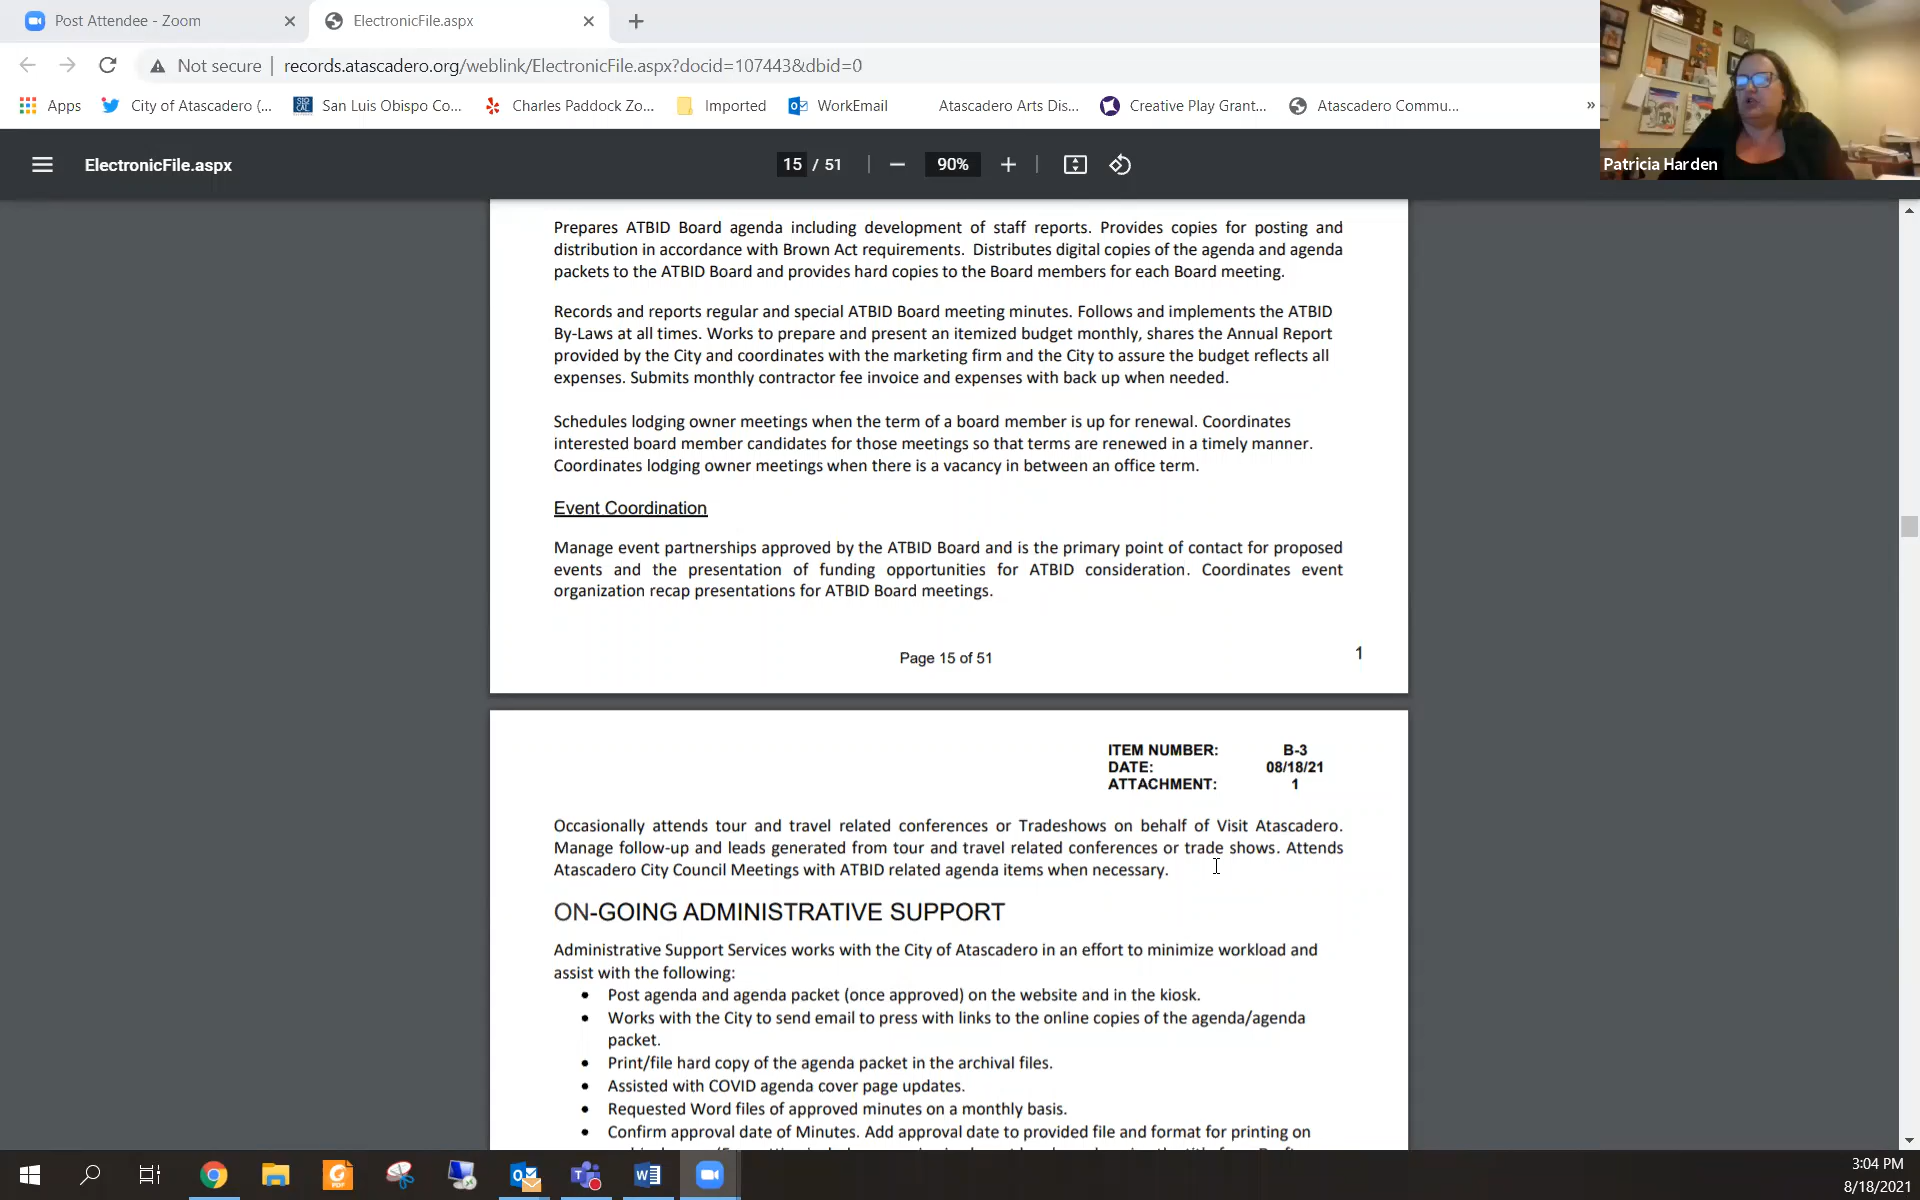 Post Attendee - Zoom
ElectronicFile.aspx
Not secure | records.atascadero.org/weblink/ElectronicFile.aspx?docid=107443&dbid=0
Apps
City of Atascadero (...
San Luis Obispo Co...
Charles Paddock Zo...
Imported
WorkEmail
Atascadero Arts Dis...
Creative Play Grant...
Atascadero Commu...
»
ElectronicFile.aspx
15 / 51
90%
Patricia Harden
Prepares ATBID Board agenda including development of staff reports. Provides copies for posting and
distribution in accordance with Brown Act requirements. Distributes digital copies of the agenda and agenda
packets to the ATBID Board and provides hard copies to the Board members for each Board meeting.
Records and reports regular and special ATBID Board meeting minutes. Follows and implements the ATBID
By-Laws at all times. Works to prepare and present an itemized budget monthly, shares the Annual Report
provided by the City and coordinates with the marketing firm and the City to assure the budget reflects all
expenses. Submits monthly contractor fee invoice and expenses with back up when needed.
Schedules lodging owner meetings when the term of a board member is up for renewal. Coordinates
interested board member candidates for those meetings so that terms are renewed in a timely manner.
Coordinates lodging owner meetings when there is a vacancy in between an office term.
Event Coordination
Manage event partnerships approved by the ATBID Board and is the primary point of contact for proposed
events and the presentation of funding opportunities for ATBID consideration. Coordinates event
organization recap presentations for ATBID Board meetings.
Page 15 of 51
1
ITEM NUMBER: B-3
DATE: 08/18/21
ATTACHMENT: 1
Occasionally attends tour and travel related conferences or Tradeshows on behalf of Visit Atascadero.
Manage follow-up and leads generated from tour and travel related conferences or trade shows. Attends
Atascadero City Council Meetings with ATBID related agenda items when necessary.
ON-GOING ADMINISTRATIVE SUPPORT
Administrative Support Services works with the City of Atascadero in an effort to minimize workload and
assist with the following:
• Post agenda and agenda packet (once approved) on the website and in the kiosk.
• Works with the City to send email to press with links to the online copies of the agenda/agenda
packet.
• Print/file hard copy of the agenda packet in the archival files.
• Assisted with COVID agenda cover page updates.
• Requested Word files of approved minutes on a monthly basis.
• Confirm approval date of Minutes. Add approval date to provided file and format for printing on
3:04 PM
8/18/2021